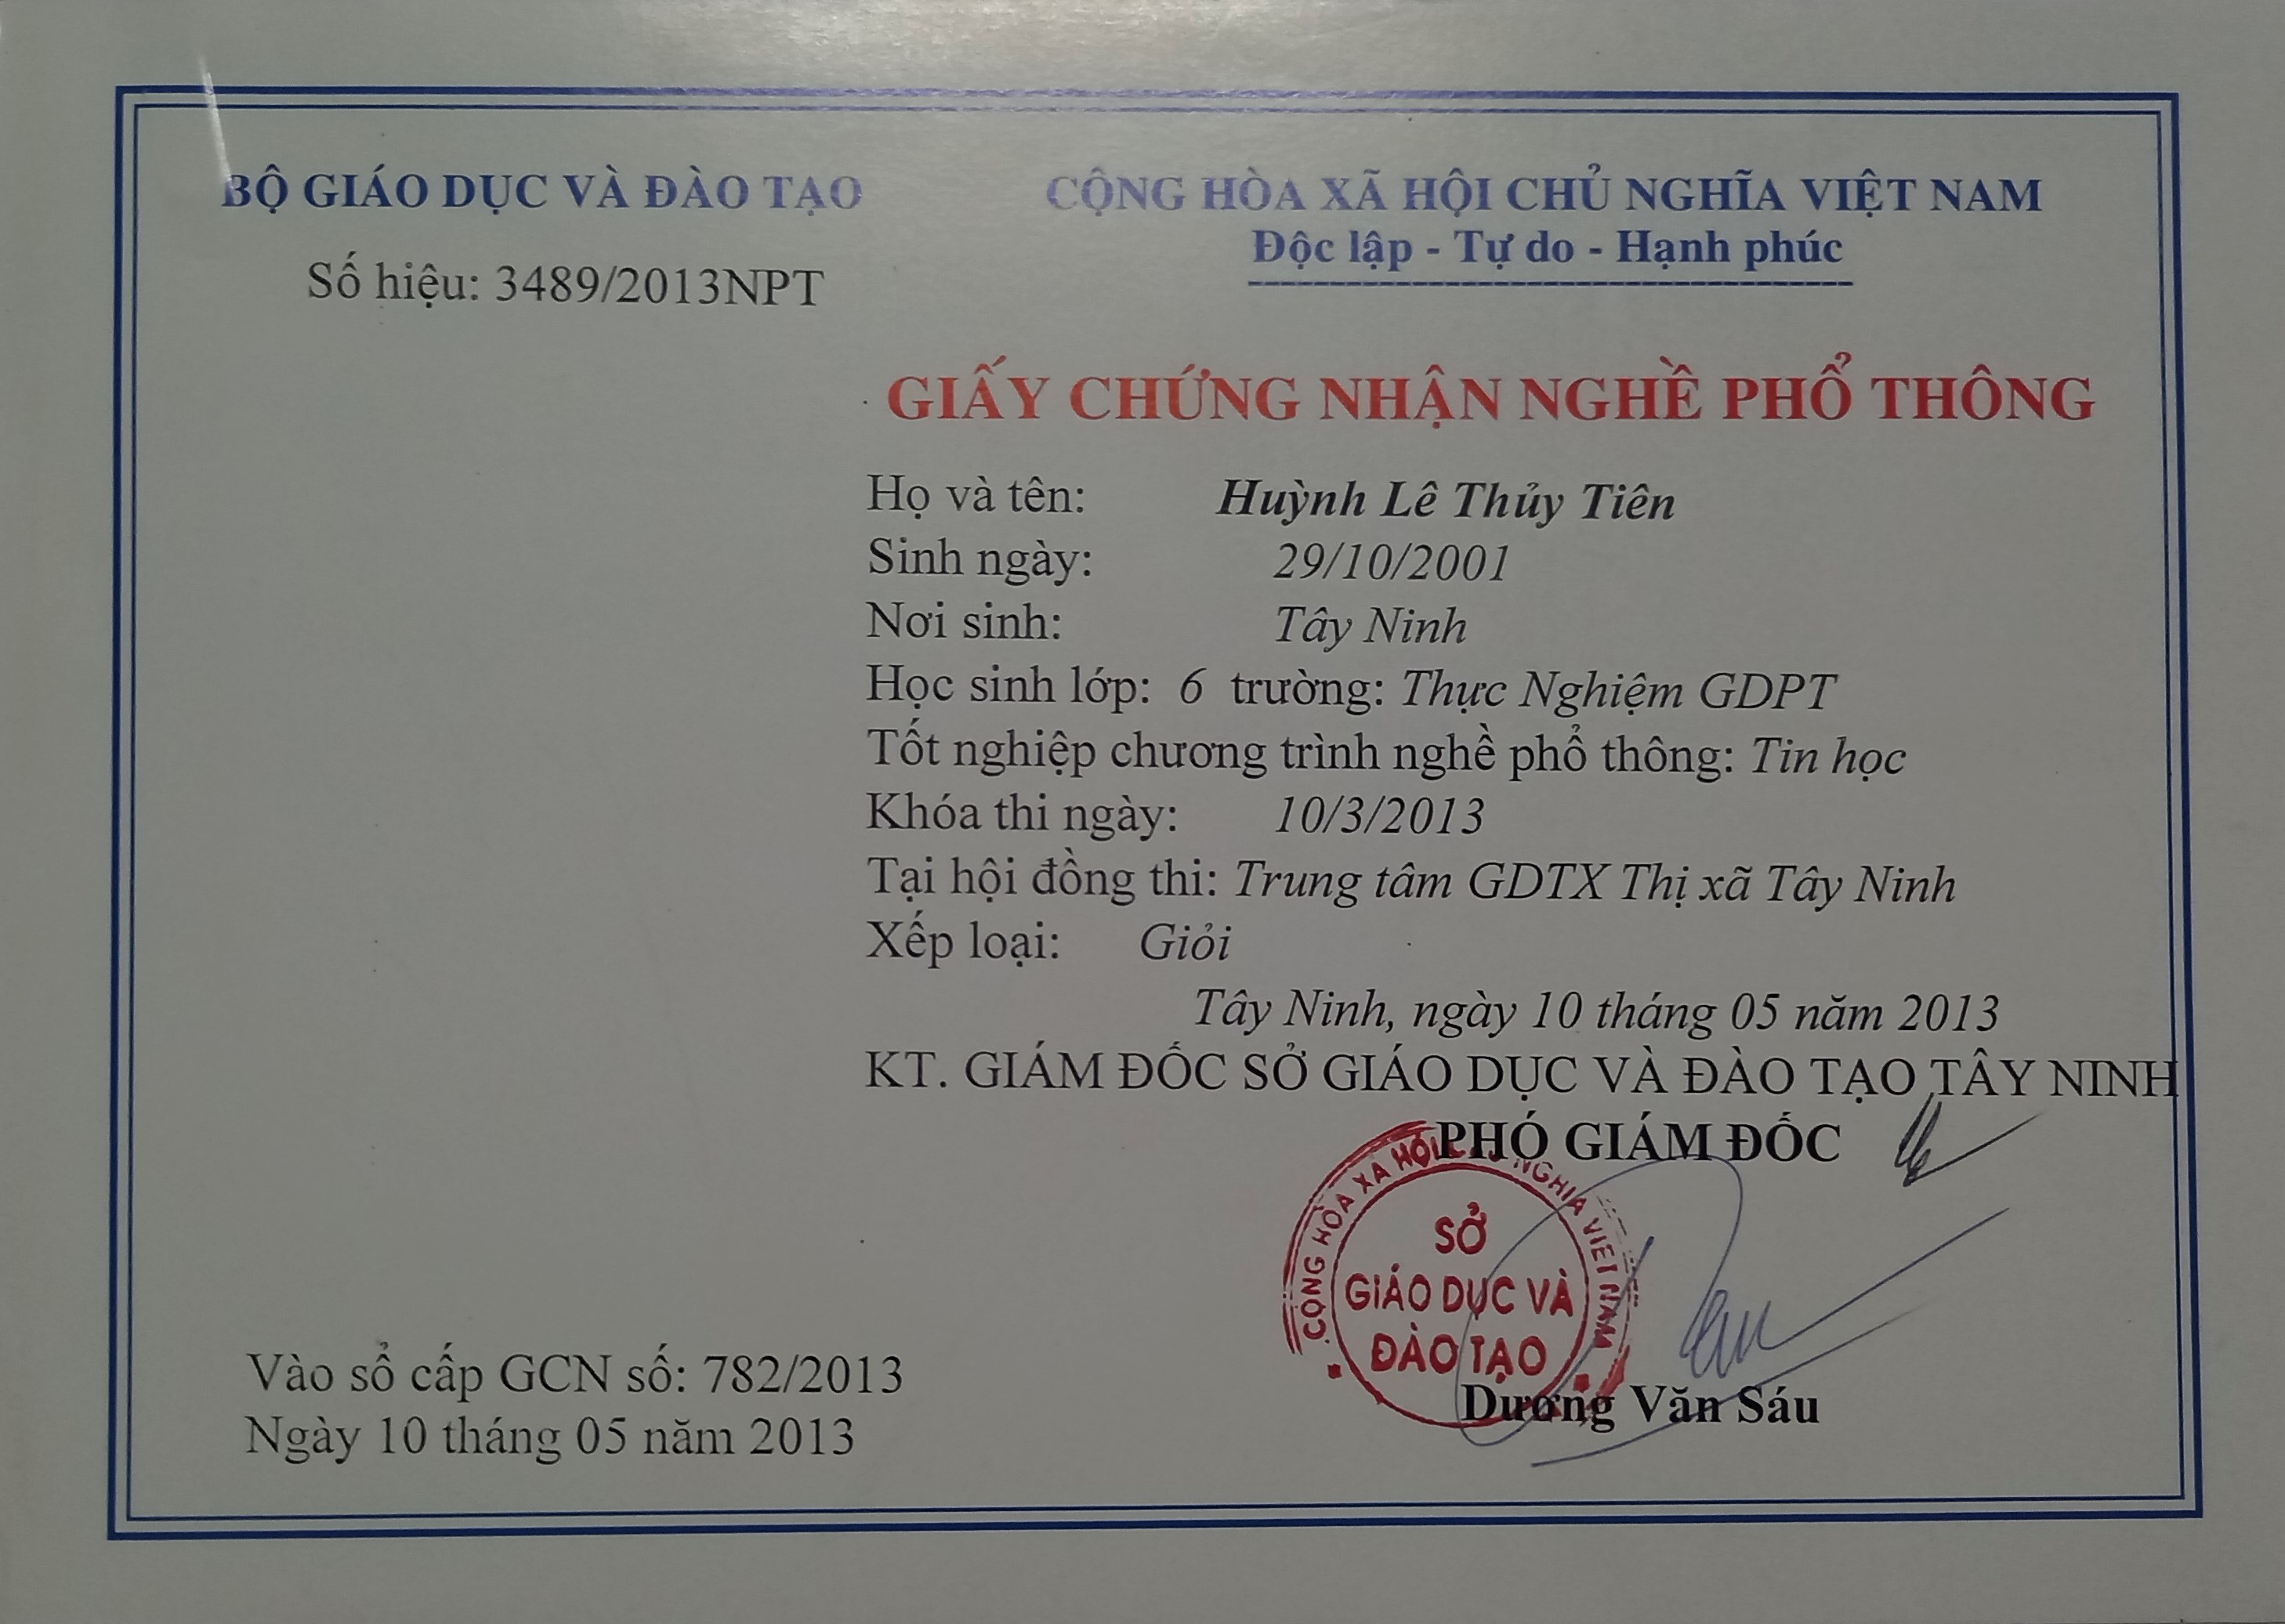 BỘ GIÁO DỤC VÀ ĐÀO TẠO
Số hiệu: 3489/2013NPT
CỘNG HÒA XÃ HỘI CHỦ NGHĨA VIỆT NAM
Độc lập - Tự do - Hạnh phúc
GIẤY CHỨNG NHẬN NGHỀ PHỔ THÔNG
Họ và tên: Huỳnh Lê Thủy Tiên
Sinh ngày: 29/10/2001
Nơi sinh: Tây Ninh
Học sinh lớp: 6 trường: Thực Nghiệm GDPT
Tốt nghiệp chương trình nghề phổ thông: Tin học
Khóa thi ngày: 10/3/2013
Tại hội đồng thi: Trung tâm GDTX Thị xã Tây Ninh
Xếp loại: Giỏi
Tây Ninh, ngày 10 tháng 05 năm 2013
KT. GIÁM ĐỐC SỞ GIÁO DỤC VÀ ĐÀO TẠO TÂY NINH
PHÓ GIÁM ĐỐC
CỘNG HÒA XÃ HỘI NGHĨA VIỆT NAM
SỞ
GIÁO DỤC VÀ
ĐÀO TẠO
Dương Văn Sáu
Vào sổ cấp GCN số: 782/2013
Ngày 10 tháng 05 năm 2013